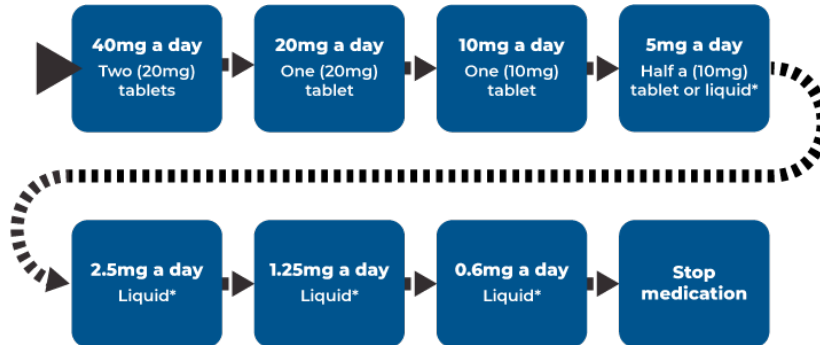 40mg a day
Two (20mg)
tablets
20mg a day
One (20mg)
tablet
10mg a day
One (10mg)
tablet
5mg a day
Half a (10mg)
tablet or liquid*
2.5mg a day
Liquid*
1.25mg a day
Liquid*
0.6mg a day
Liquid*
Stop
medication